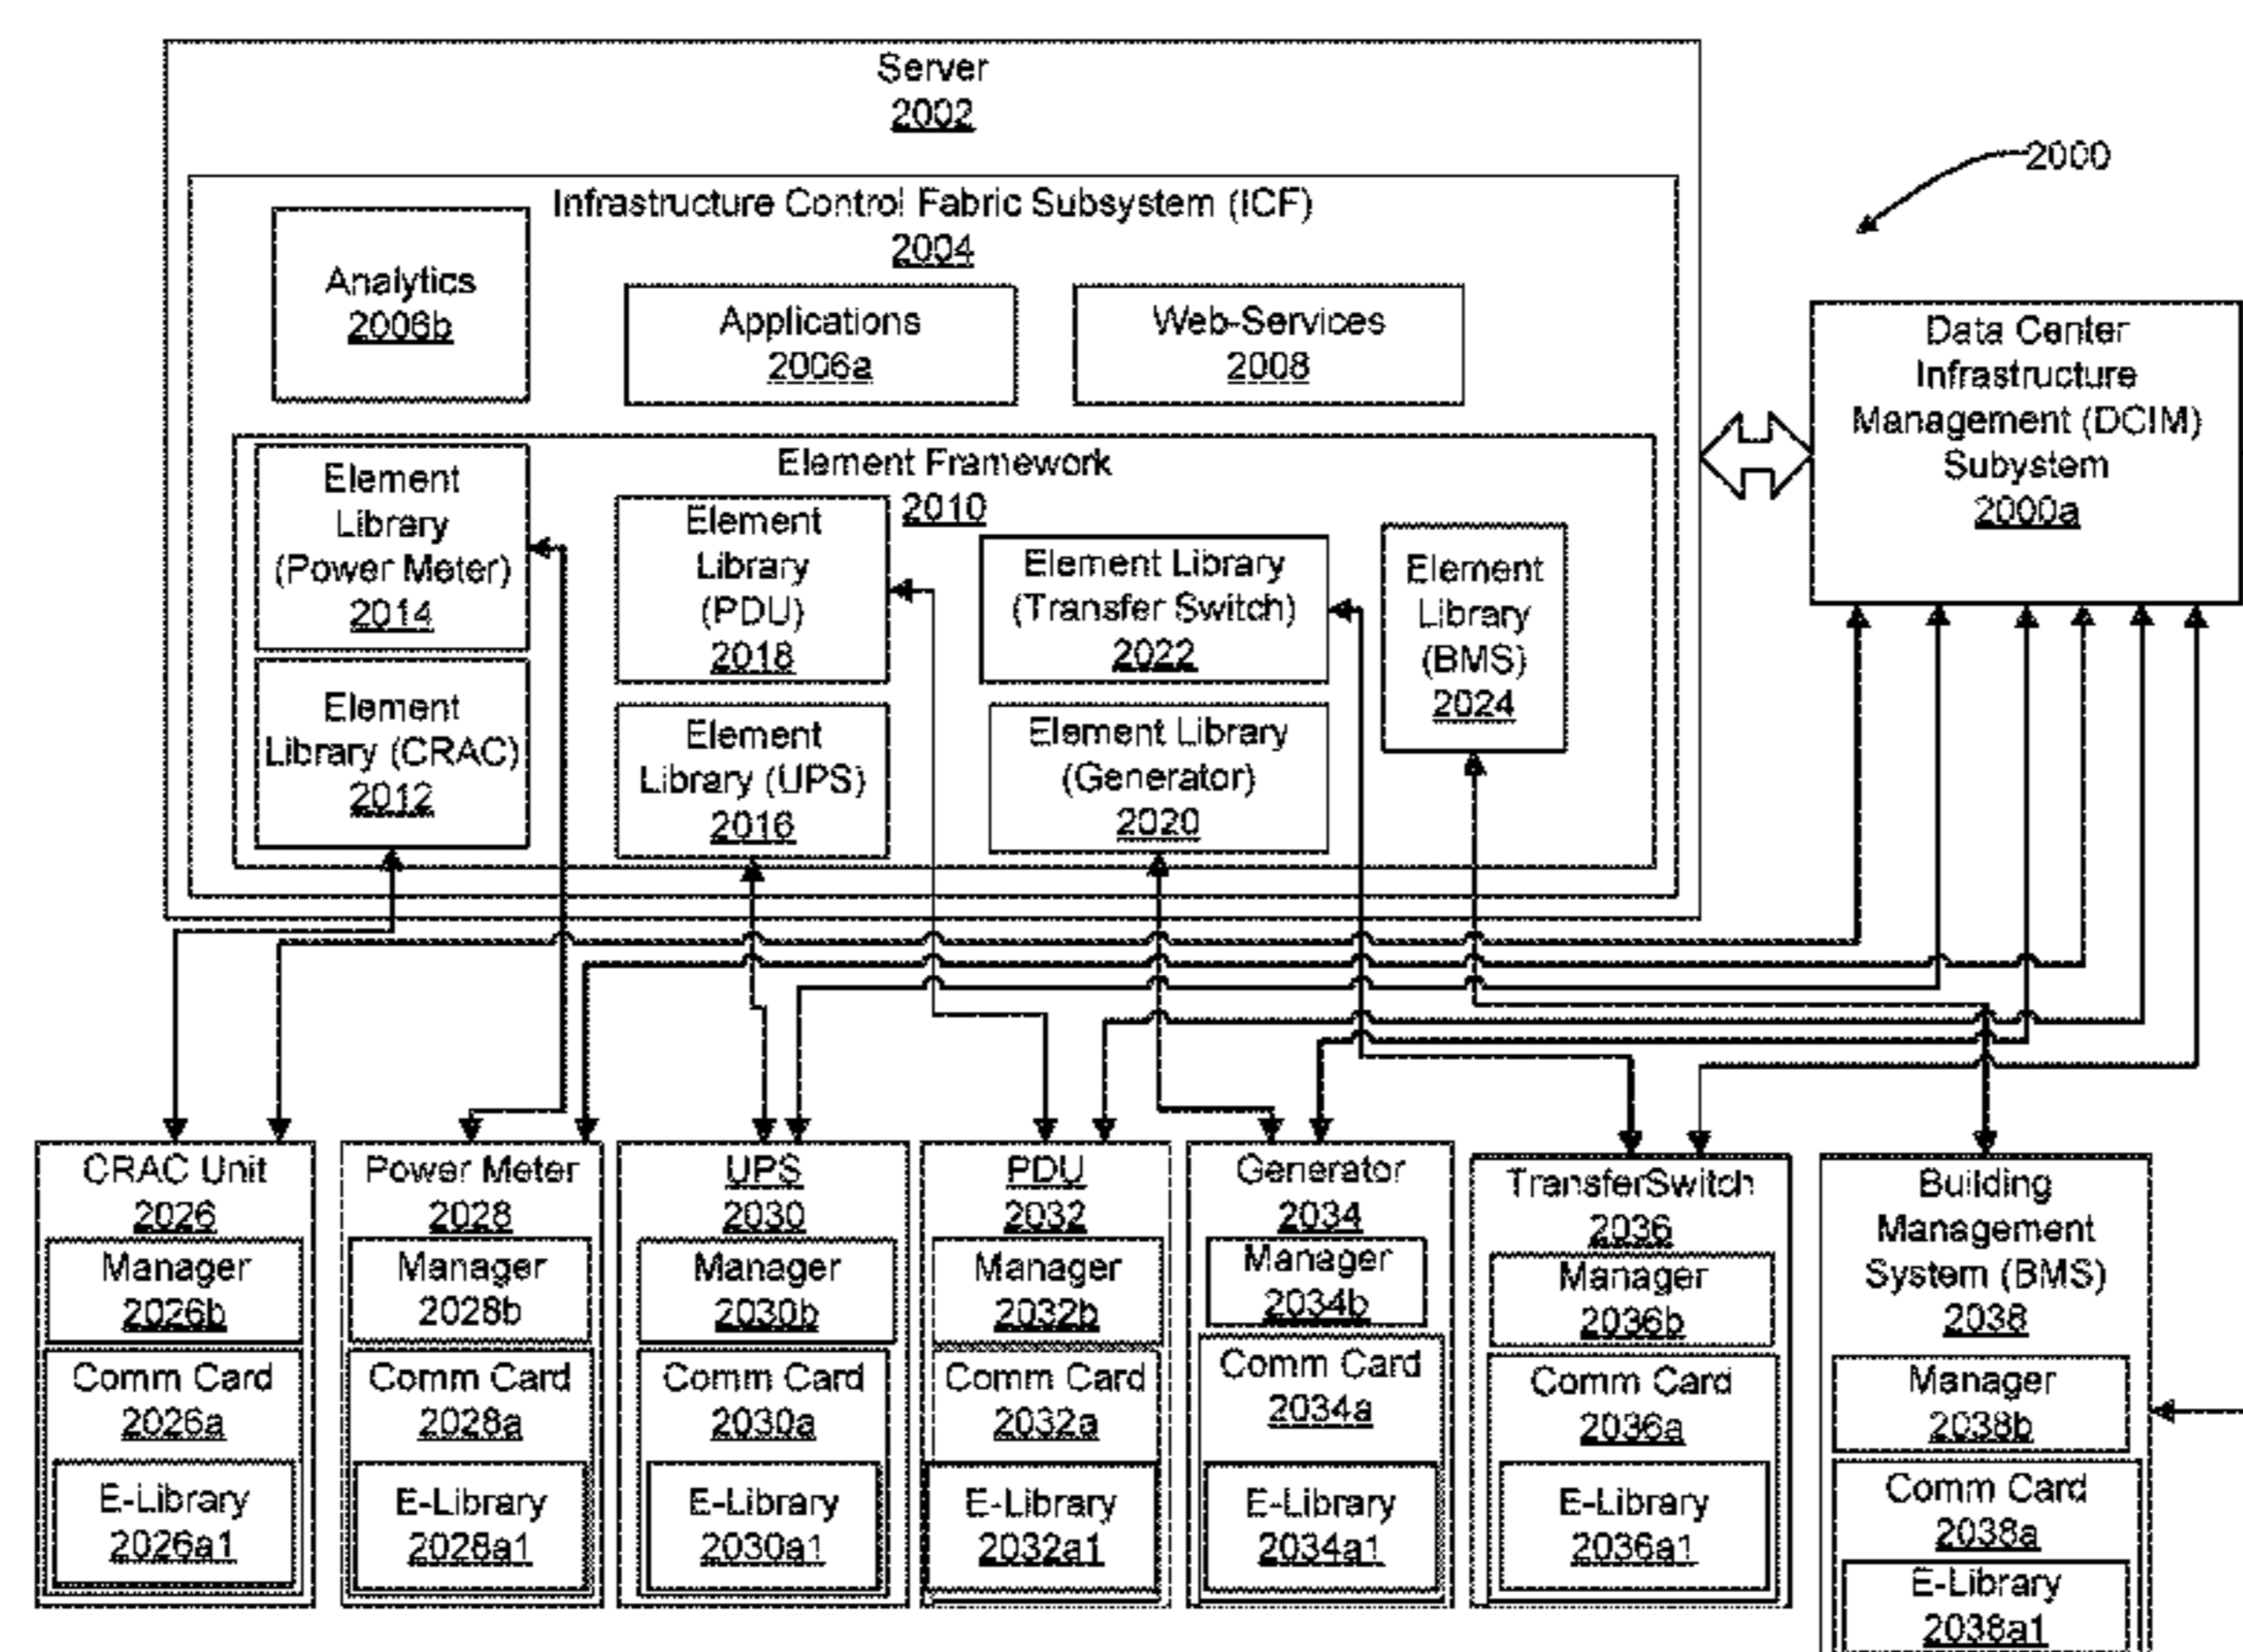 Server
2002
2000
Infrastructure Control Fabric Subsystem (ICF)
2004
Analytics
2006b
Applications
2006a
Web-Services
2008
Data Center
Infrastructure
Management (DCIM)
Subystem
2000a
Element Framework
2010
Element
Library
(Power Meter)
2014
Element
Library
(PDU)
2018
Element Library
(Transfer Switch)
2022
Element
Library
(BMS)
2024
Element
Library (CRAC)
2012
Element
Library (UPS)
2016
Element Library
(Generator)
2020
CRAC Unit
2026
Manager
2026b
Comm Card
2026a
E-Library
2026a1
Power Meter
2028
Manager
2028b
Comm Card
2028a
E-Library
2028a1
UPS
2030
Manager
2030b
Comm Card
2030a
E-Library
2030a1
PDU
2032
Manager
2032b
Comm Card
2032a
E-Library
2032a1
Generator
2034
Manager
2034b
Comm Card
2034a
E-Library
2034a1
TransferSwitch
2036
Manager
2036b
Comm Card
2036a
E-Library
2036a1
Building
Management
System (BMS)
2038
Manager
2038b
Comm Card
2038a
E-Library
2038a1